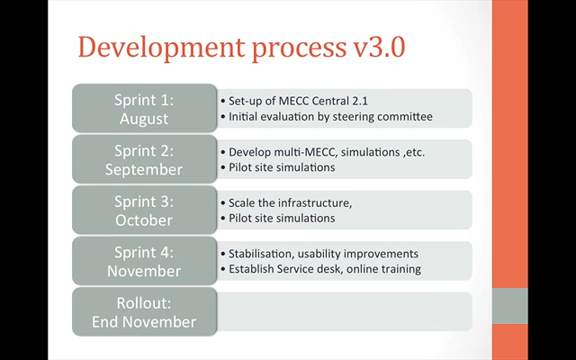 Development process v3.0
Sprint 1:
August
• Set-up of MECC Central 2.1
• Initial evaluation by steering committee
Sprint 2:
September
• Develop multi-MECC, simulations ,etc.
• Pilot site simulations
Sprint 3:
October
• Scale the infrastructure,
• Pilot site simulations
Sprint 4:
November
• Stabilisation, usability improvements
• Establish Service desk, online training
Rollout:
End November